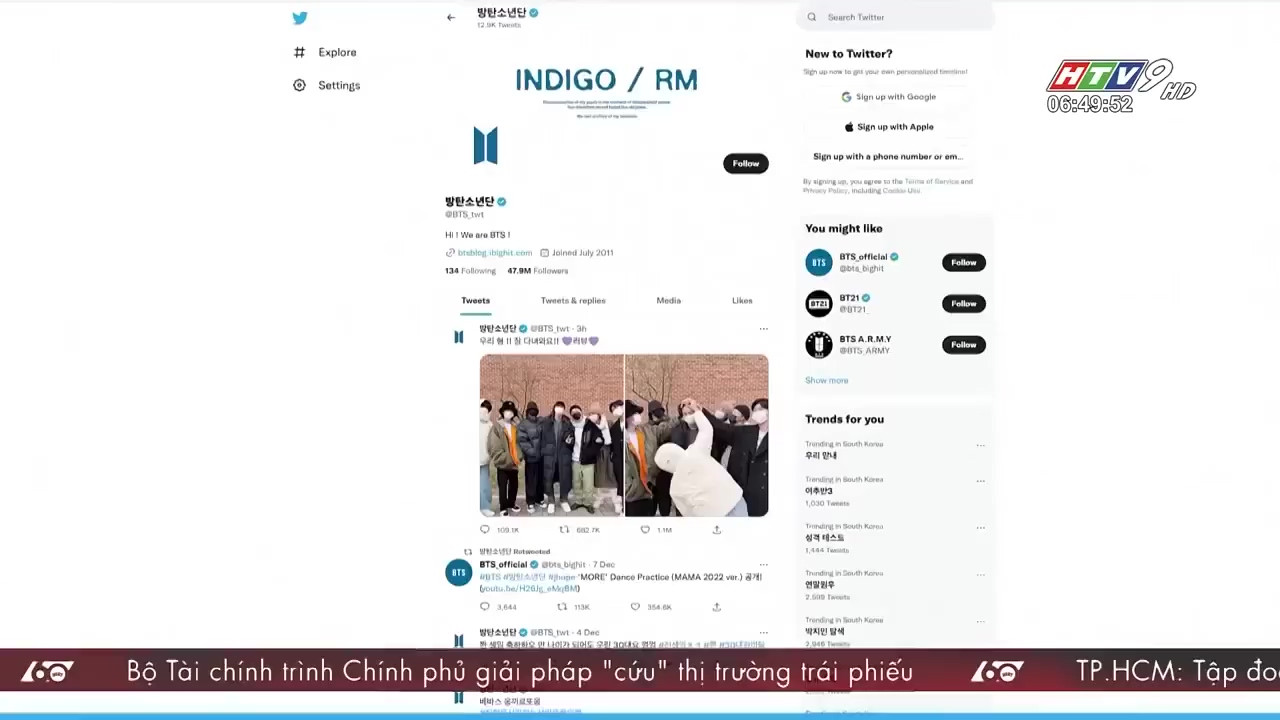 방탄소년단
12.9K Tweets
Search Twitter
Explore
Settings
INDIGO / RM
New to Twitter?
Sign up now to get your own personalized timeline!
Sign up with Google
Sign up with Apple
Sign up with a phone number or em...
By signing up, you agree to the Terms of Service and
Privacy Policy, including Cookie Use.
HTV9 HD
06:49:52
Follow
방탄소년단
@BTS_twt
Hi ! We are BTS !
btsblog.ibighit.com Joined July 2011
134 Following 47.9M Followers
Tweets Tweets & replies Media Likes
You might like
BTS_official
@bts_bighit
Follow
BTS
BT21
@BT21_
Follow
BT21
BTS A.R.M.Y
@BTS_ARMY
Follow
Show more
방탄소년단 @BTS_twt · 3h
우리 형 !! 잘 다녀와요!! 💜러뷰💜
109.1K 682.7K 1.1M
방탄소년단 Retweeted
BTS
BTS_official @bts_bighit · 7 Dec
#BTS #방탄소년단 #jhope 'MORE' Dance Practice (MAMA 2022 ver.) 공개!
3,644 113K 354.6K
방탄소년단 @BTS_twt · 4 Dec
Trends for you
Trending in South Korea
우리 만내
Trending in South Korea
이추반3
1,030 Tweets
Trending in South Korea
성격 테스트
1,444 Tweets
Trending in South Korea
연말원후
2,599 Tweets
Trending in South Korea
박지민 탈색
2,946 Tweets
60 giây
Bộ Tài chính trình Chính phủ giải pháp "cứu" thị trường trái phiếu
60 giây
TP.HCM: Tập đo